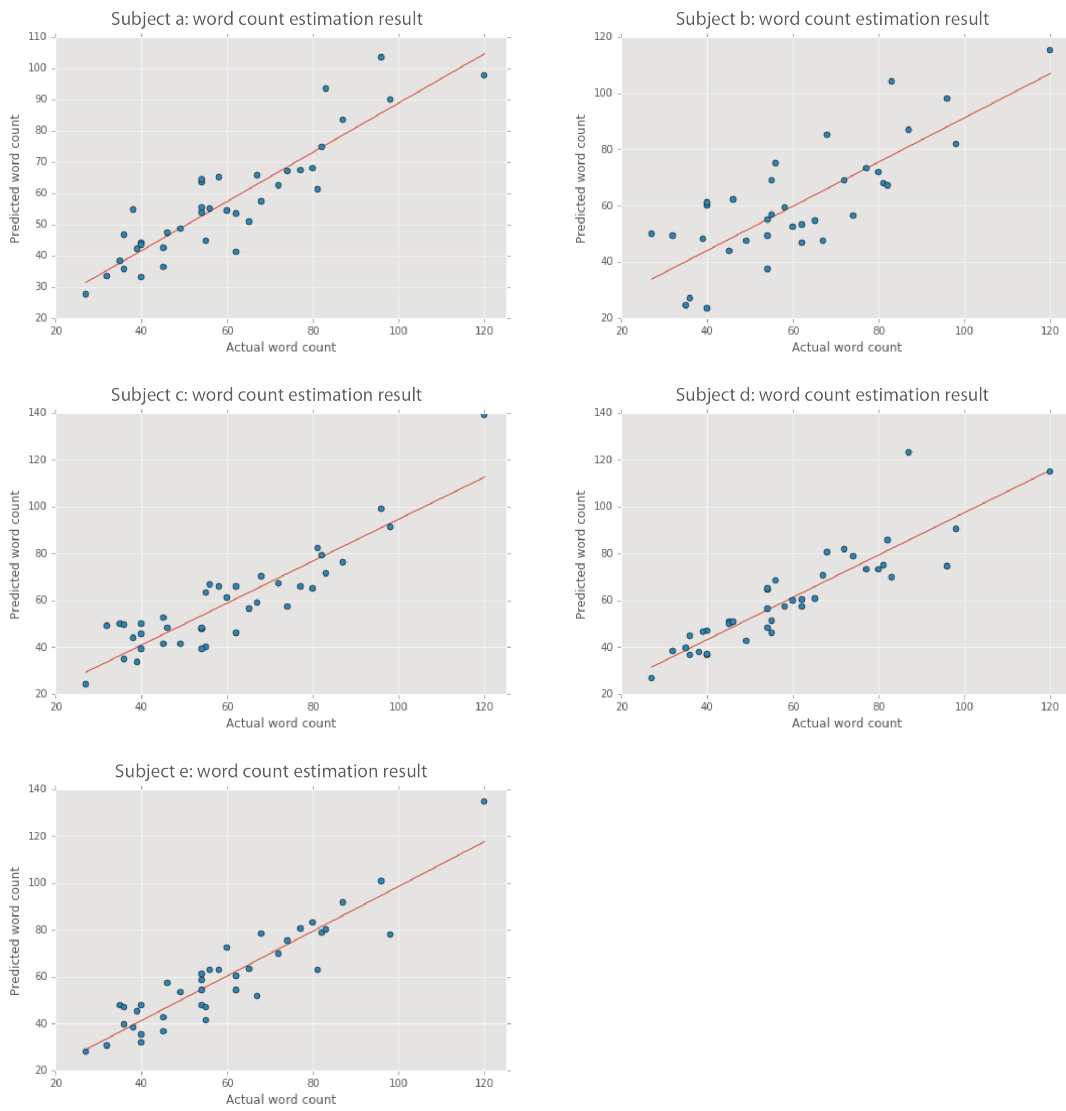 Subject a: word count estimation result
110
100
90
80
70
60
50
40
30
20
Predicted word count
20 40 60 80 100 120
Actual word count
Subject b: word count estimation result
120
100
80
60
40
20
Predicted word count
20 40 60 80 100 120
Actual word count
Subject c: word count estimation result
140
120
100
80
60
40
20
Predicted word count
20 40 60 80 100 120
Actual word count
Subject d: word count estimation result
140
120
100
80
60
40
20
Predicted word count
20 40 60 80 100 120
Actual word count
Subject e: word count estimation result
140
120
100
80
60
40
20
Predicted word count
20 40 60 80 100 120
Actual word count